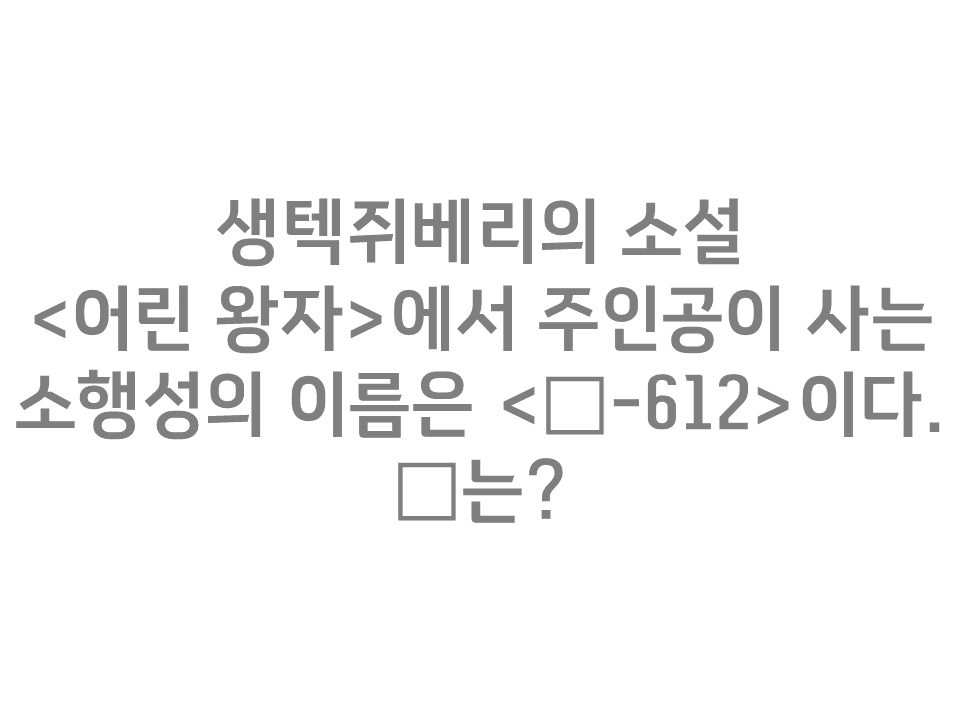 생텍쥐베리의 소설
<어린 왕자>에서 주인공이 사는
소행성의 이름은 <□-612>이다.
□는?